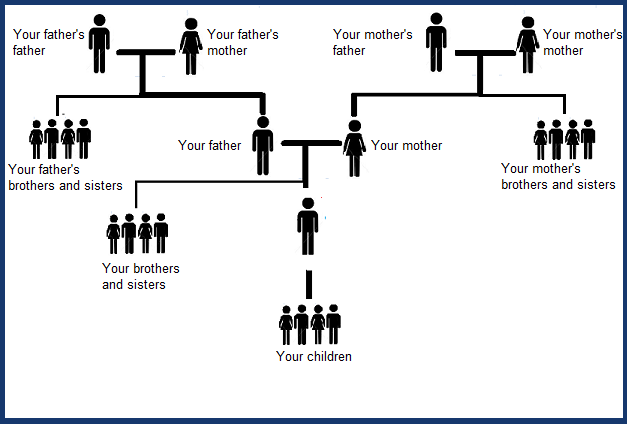 Your father's
father
Your father's
mother
Your mother's
father
Your mother's
mother
Your father
Your mother
Your father's
brothers and sisters
Your mother's
brothers and sisters
Your brothers
and sisters
Your children